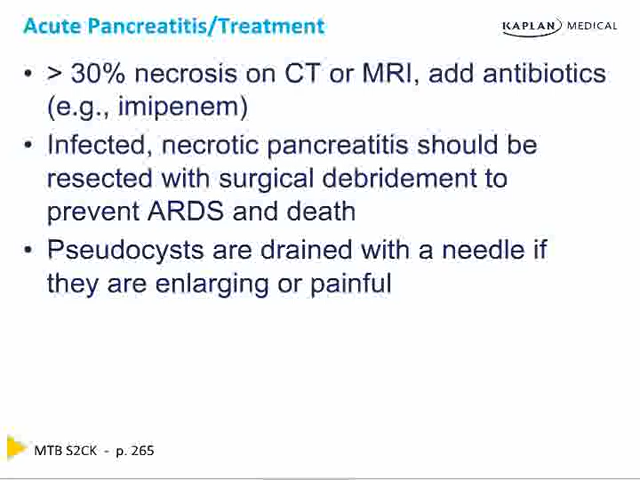 Acute Pancreatitis/Treatment
KAPLAN MEDICAL
• > 30% necrosis on CT or MRI, add antibiotics
(e.g., imipenem)
• Infected, necrotic pancreatitis should be
resected with surgical debridement to
prevent ARDS and death
• Pseudocysts are drained with a needle if
they are enlarging or painful
MTB S2CK - p. 265